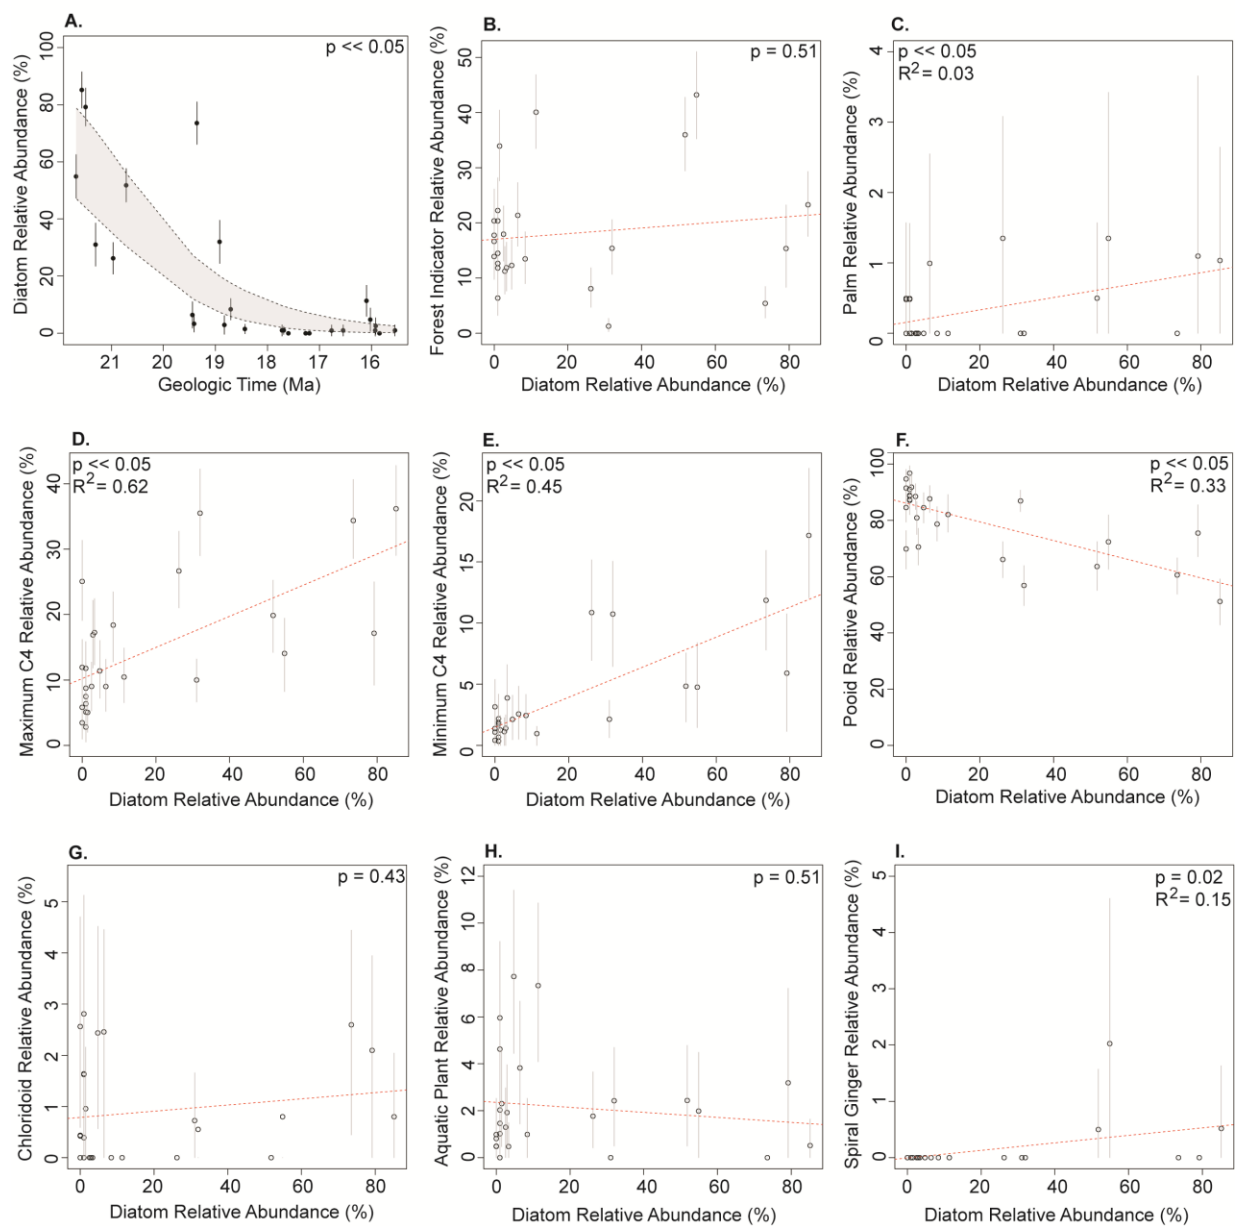 A.
p << 0.05
Diatom Relative Abundance (%)
100
80
60
40
20
0
21
20
19
18
17
16
Geologic Time (Ma)
B.
p = 0.51
Forest Indicator Relative Abundance (%)
50
40
30
20
10
0
0
20
40
60
80
Diatom Relative Abundance (%)
C.
p << 0.05
R² = 0.03
Palm Relative Abundance (%)
4
3
2
1
0
0
20
40
60
80
Diatom Relative Abundance (%)
D.
p << 0.05
R² = 0.62
Maximum C4 Relative Abundance (%)
40
30
20
10
0
0
20
40
60
80
Diatom Relative Abundance (%)
E.
p << 0.05
R² = 0.45
Minimum C4 Relative Abundance (%)
20
15
10
5
0
0
20
40
60
80
Diatom Relative Abundance (%)
F.
p << 0.05
R² = 0.33
Pooid Relative Abundance (%)
100
80
60
40
20
0
0
20
40
60
80
Diatom Relative Abundance (%)
G.
p = 0.43
Chloridoid Relative Abundance (%)
5
4
3
2
1
0
0
20
40
60
80
Diatom Relative Abundance (%)
H.
p = 0.51
Aquatic Plant Relative Abundance (%)
12
10
8
6
4
2
0
0
20
40
60
80
Diatom Relative Abundance (%)
I.
p = 0.02
R² = 0.15
Spiral Ginger Relative Abundance (%)
5
4
3
2
1
0
0
20
40
60
80
Diatom Relative Abundance (%)